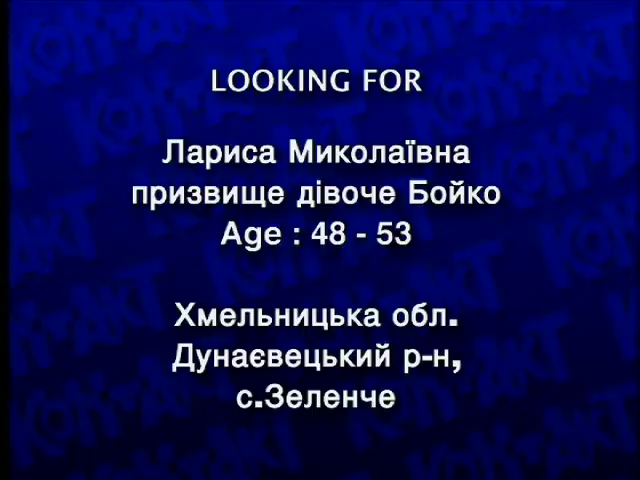 LOOKING FOR
Лариса Миколаївна
призвище дівоче Бойко
Age : 48 - 53
Хмельницька обл.
Дунаєвецький р-н,
с.Зеленче